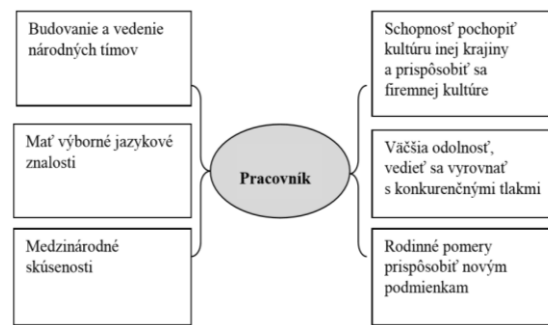 Budovanie a vedenie
národných tímov
Mať výborné jazykové
znalosti
Medzinárodné
skúsenosti
Pracovník
Schopnosť pochopiť
kultúru inej krajiny
a prispôsobiť sa
firemnej kultúre
Väčšia odolnosť,
vedieť sa vyrovnať
s konkurenčnými tlakmi
Rodinné pomery
prispôsobiť novým
podmienkam